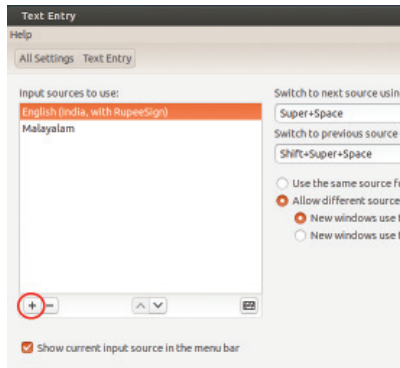 Text Entry
Help
All Settings Text Entry
Input sources to use:
English (India, with RupeeSign)
Malayalam
Switch to next source usin
Super+Space
Switch to previous source
Shift+Super+Space
Use the same source f
Allow different source
New windows use
New windows use
+ −
Show current input source in the menu bar